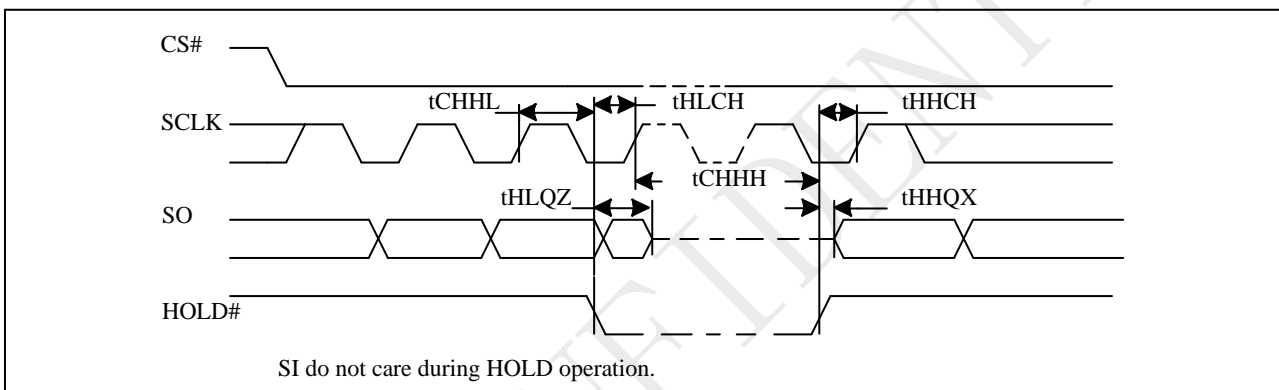 CS#
tCHHL
tHLCH
tHHCH
SCLK
tCHHH
tHLQZ
tHHQX
SO
HOLD#
SI do not care during HOLD operation.